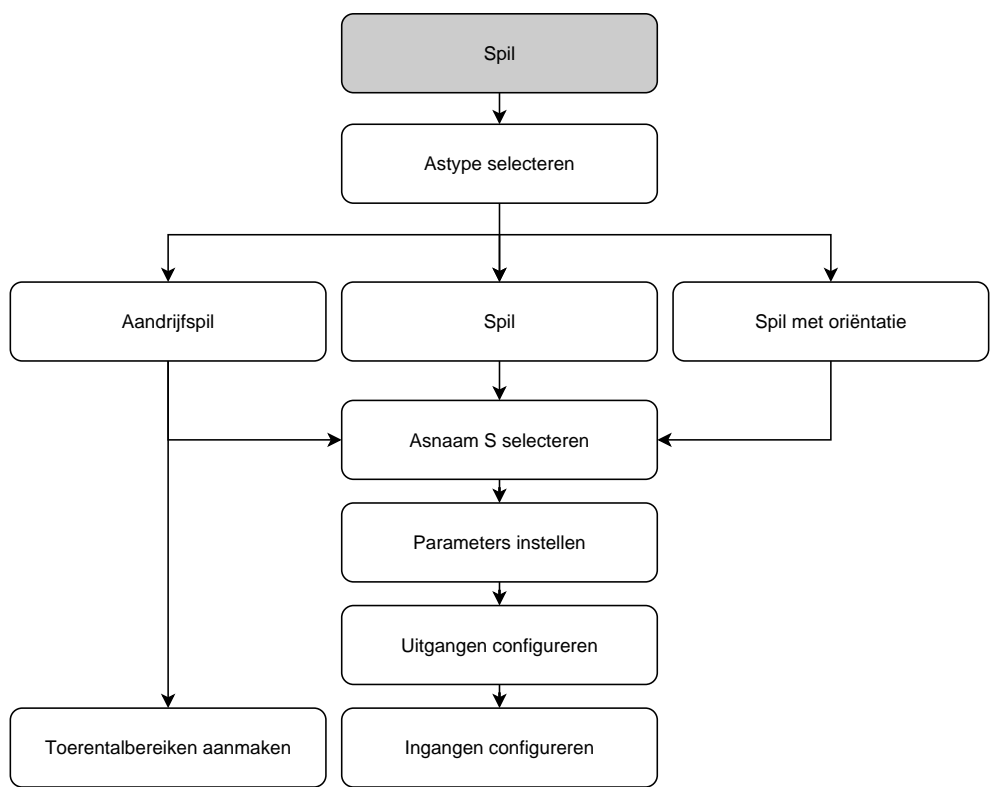 Spil
Astype selecteren
Aandrijfspil
Spil
Spil met oriëntatie
Asnaam S selecteren
Parameters instellen
Uitgangen configureren
Toerentalbereiken aanmaken
Ingangen configureren